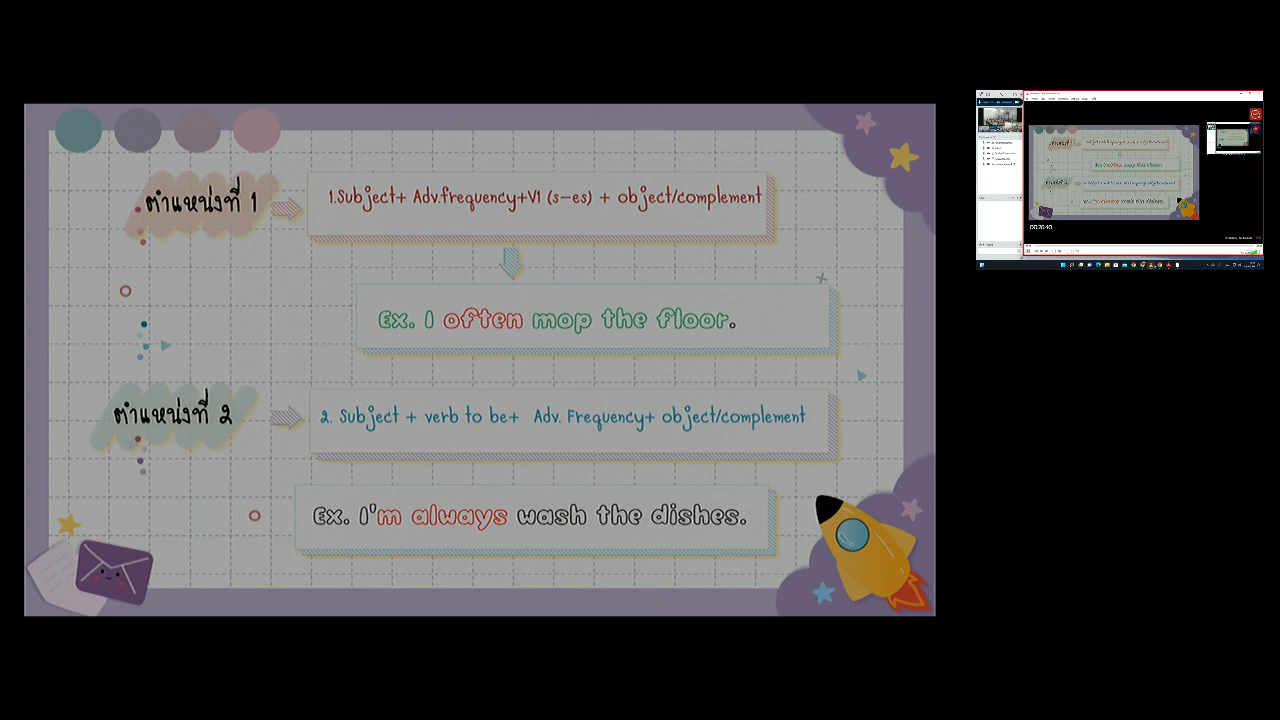 ตำแหน่งที่ 1
1.Subject+ Adv.frequency+V1 (s-es) + object/complement
Ex. I often mop the floor.
ตำแหน่งที่ 2
2. Subject + verb to be+ Adv. Frequency+ object/complement
Ex. I'm always wash the dishes.